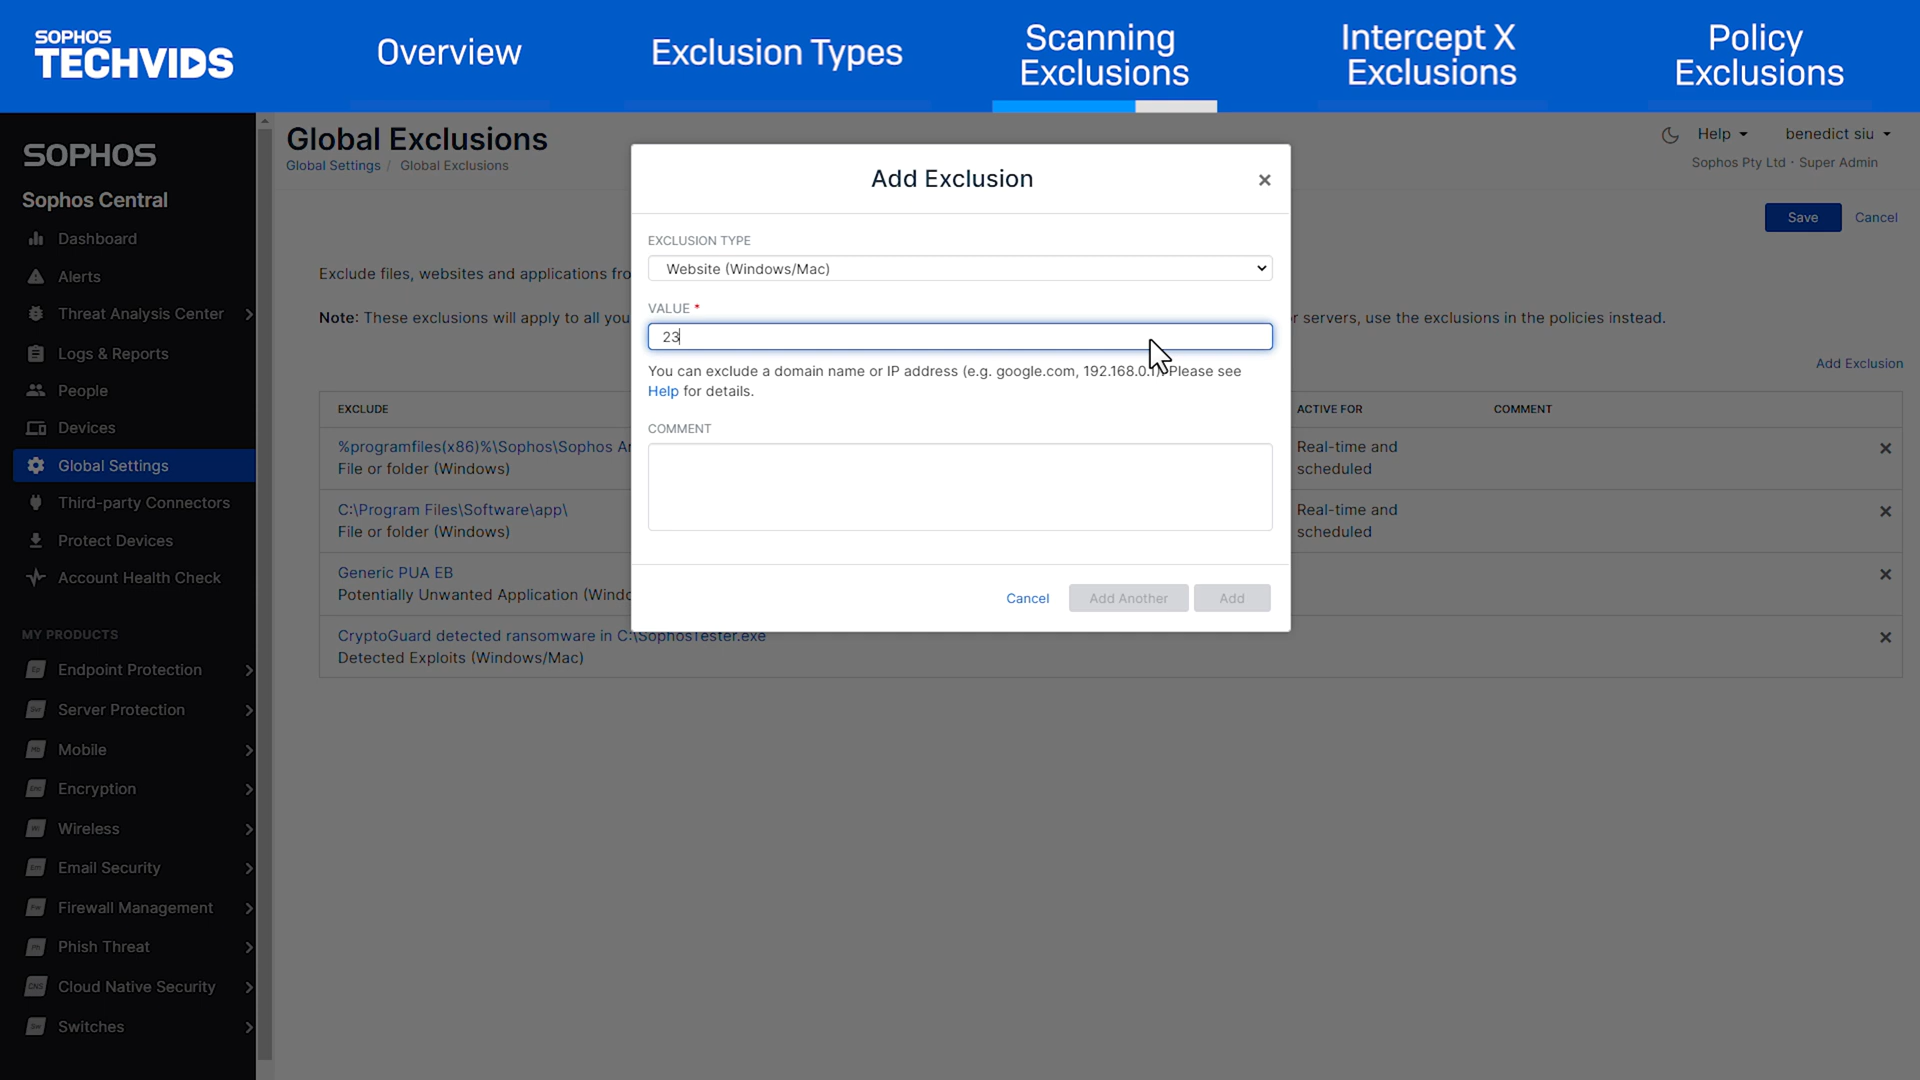 SOPHOS
TECHVIDS
Overview
Exclusion Types
Scanning
Exclusions
Intercept X
Exclusions
Policy
Exclusions
SOPHOS
Sophos Central
Dashboard
Alerts
Threat Analysis Center
Logs & Reports
People
Devices
Global Settings
Third-party Connectors
Protect Devices
Account Health Check
MY PRODUCTS
Endpoint Protection
Server Protection
Mobile
Encryption
Wireless
Email Security
Firewall Management
Phish Threat
Cloud Native Security
Switches
Global Exclusions
Global Settings / Global Exclusions
Help
benedict siu
Sophos Pty Ltd · Super Admin
Save
Cancel
Exclude files, websites and applications fro
Note: These exclusions will apply to all you
r servers, use the exclusions in the policies instead.
Add Exclusion
EXCLUDE
ACTIVE FOR
COMMENT
%programfiles(x86)%\Sophos\Sophos Ar
File or folder (Windows)
Real-time and
scheduled
C:\Program Files\Software\app\
File or folder (Windows)
Real-time and
scheduled
Generic PUA EB
Potentially Unwanted Application (Windo
CryptoGuard detected ransomware in C:\SophosTester.exe
Detected Exploits (Windows/Mac)
Add Exclusion
EXCLUSION TYPE
Website (Windows/Mac)
VALUE *
23
You can exclude a domain name or IP address (e.g. google.com, 192.168.0.1). Please see
Help for details.
COMMENT
Cancel
Add Another
Add